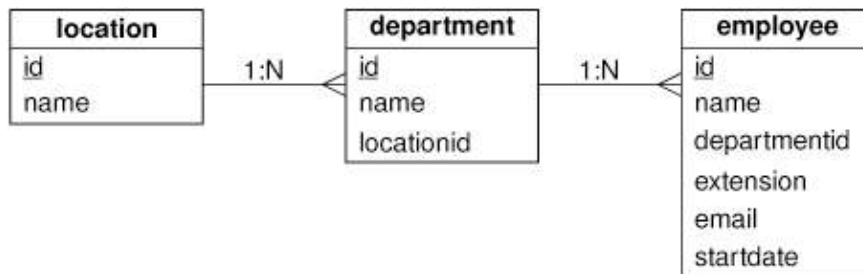 location
id
name
1:N
department
id
name
locationid
1:N
employee
id
name
departmentid
extension
email
startdate